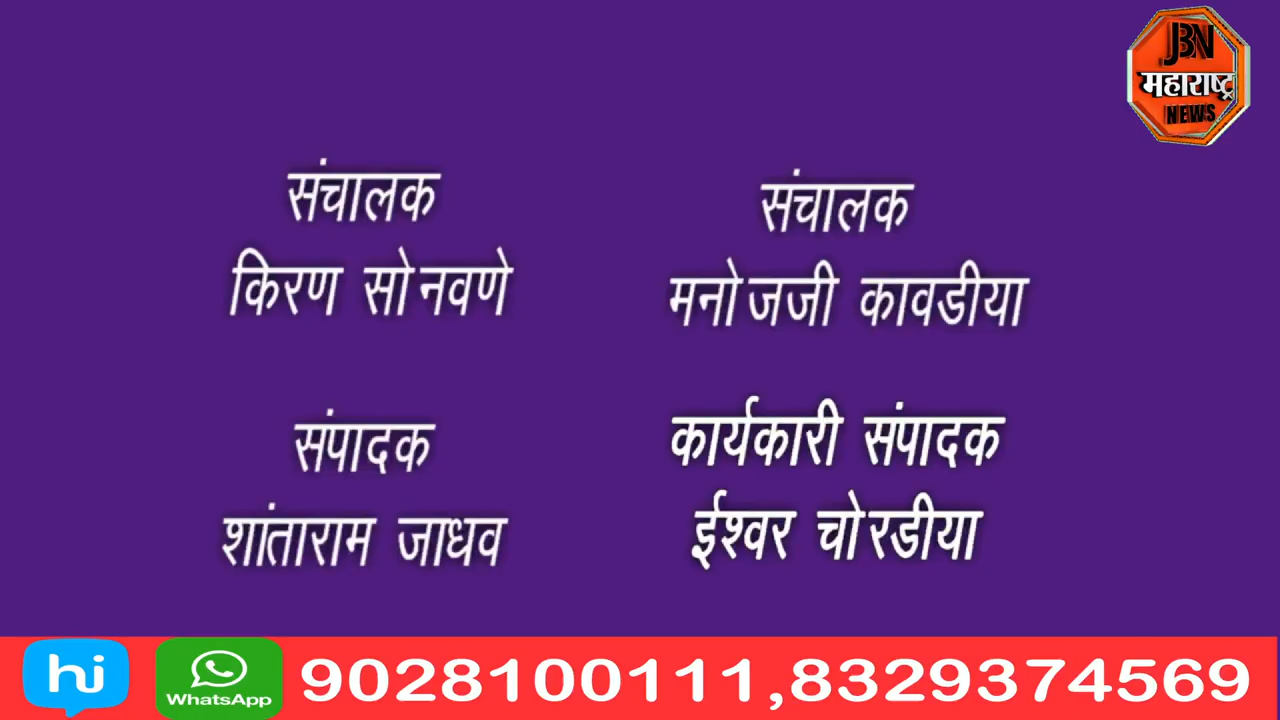 JBN
महाराष्ट्र
NEWS
संचालक
किरण सोनवणे
संचालक
मनोजजी कावडीया
संपादक
शांताराम जाधव
कार्यकारी संपादक
ईश्वर चोरडीया
hi
WhatsApp
9028100111,8329374569